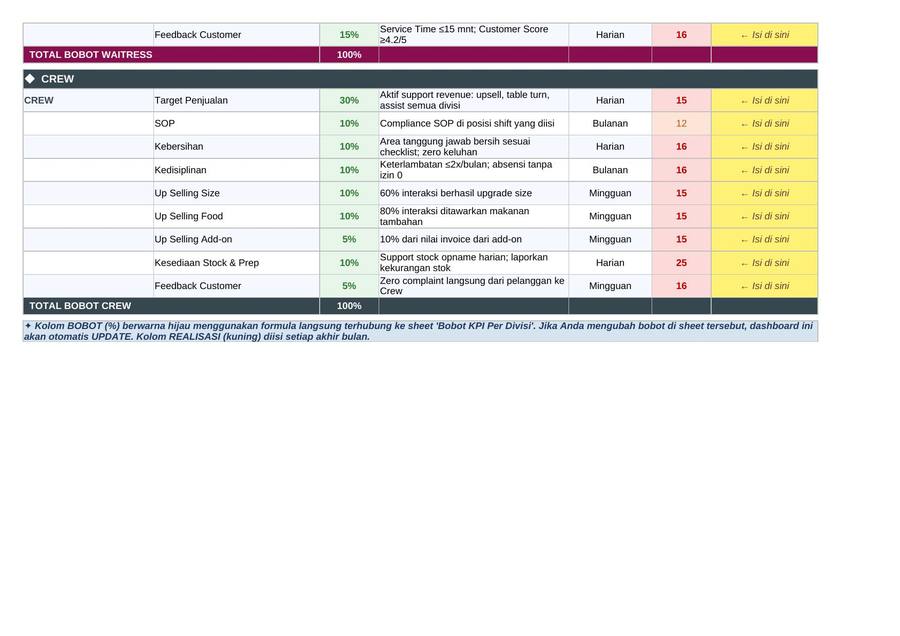 Feedback Customer 15% Service Time ≤15 mnt; Customer Score Harian 16 ← Isi di sini
≥4.2/5
TOTAL BOBOT WAITRESS 100%
◆ CREW
CREW Target Penjualan 30% Aktif support revenue: upsell, table turn, Harian 15 ← Isi di sini
assist semua divisi
SOP 10% Compliance SOP di posisi shift yang diisi Bulanan 12 ← Isi di sini
Kebersihan 10% Area tanggung jawab bersih sesuai Harian 16 ← Isi di sini
checklist; zero keluhan
Kedisiplinan 10% Keterlambatan ≤2x/bulan; absensi tanpa Bulanan 16 ← Isi di sini
izin 0
Up Selling Size 10% 60% interaksi berhasil upgrade size Mingguan 15 ← Isi di sini
Up Selling Food 10% 80% interaksi ditawarkan makanan Mingguan 15 ← Isi di sini
tambahan
Up Selling Add-on 5% 10% dari nilai invoice dari add-on Mingguan 15 ← Isi di sini
Kesediaan Stock & Prep 10% Support stock opname harian; laporkan Harian 25 ← Isi di sini
kekurangan stok
Feedback Customer 5% Zero complaint langsung dari pelanggan ke Mingguan 16 ← Isi di sini
Crew
TOTAL BOBOT CREW 100%
✦ Kolom BOBOT (%) berwarna hijau menggunakan formula langsung terhubung ke sheet 'Bobot KPI Per Divisi'. Jika Anda mengubah bobot di sheet tersebut, dashboard ini
akan otomatis UPDATE. Kolom REALISASI (kuning) diisi setiap akhir bulan.